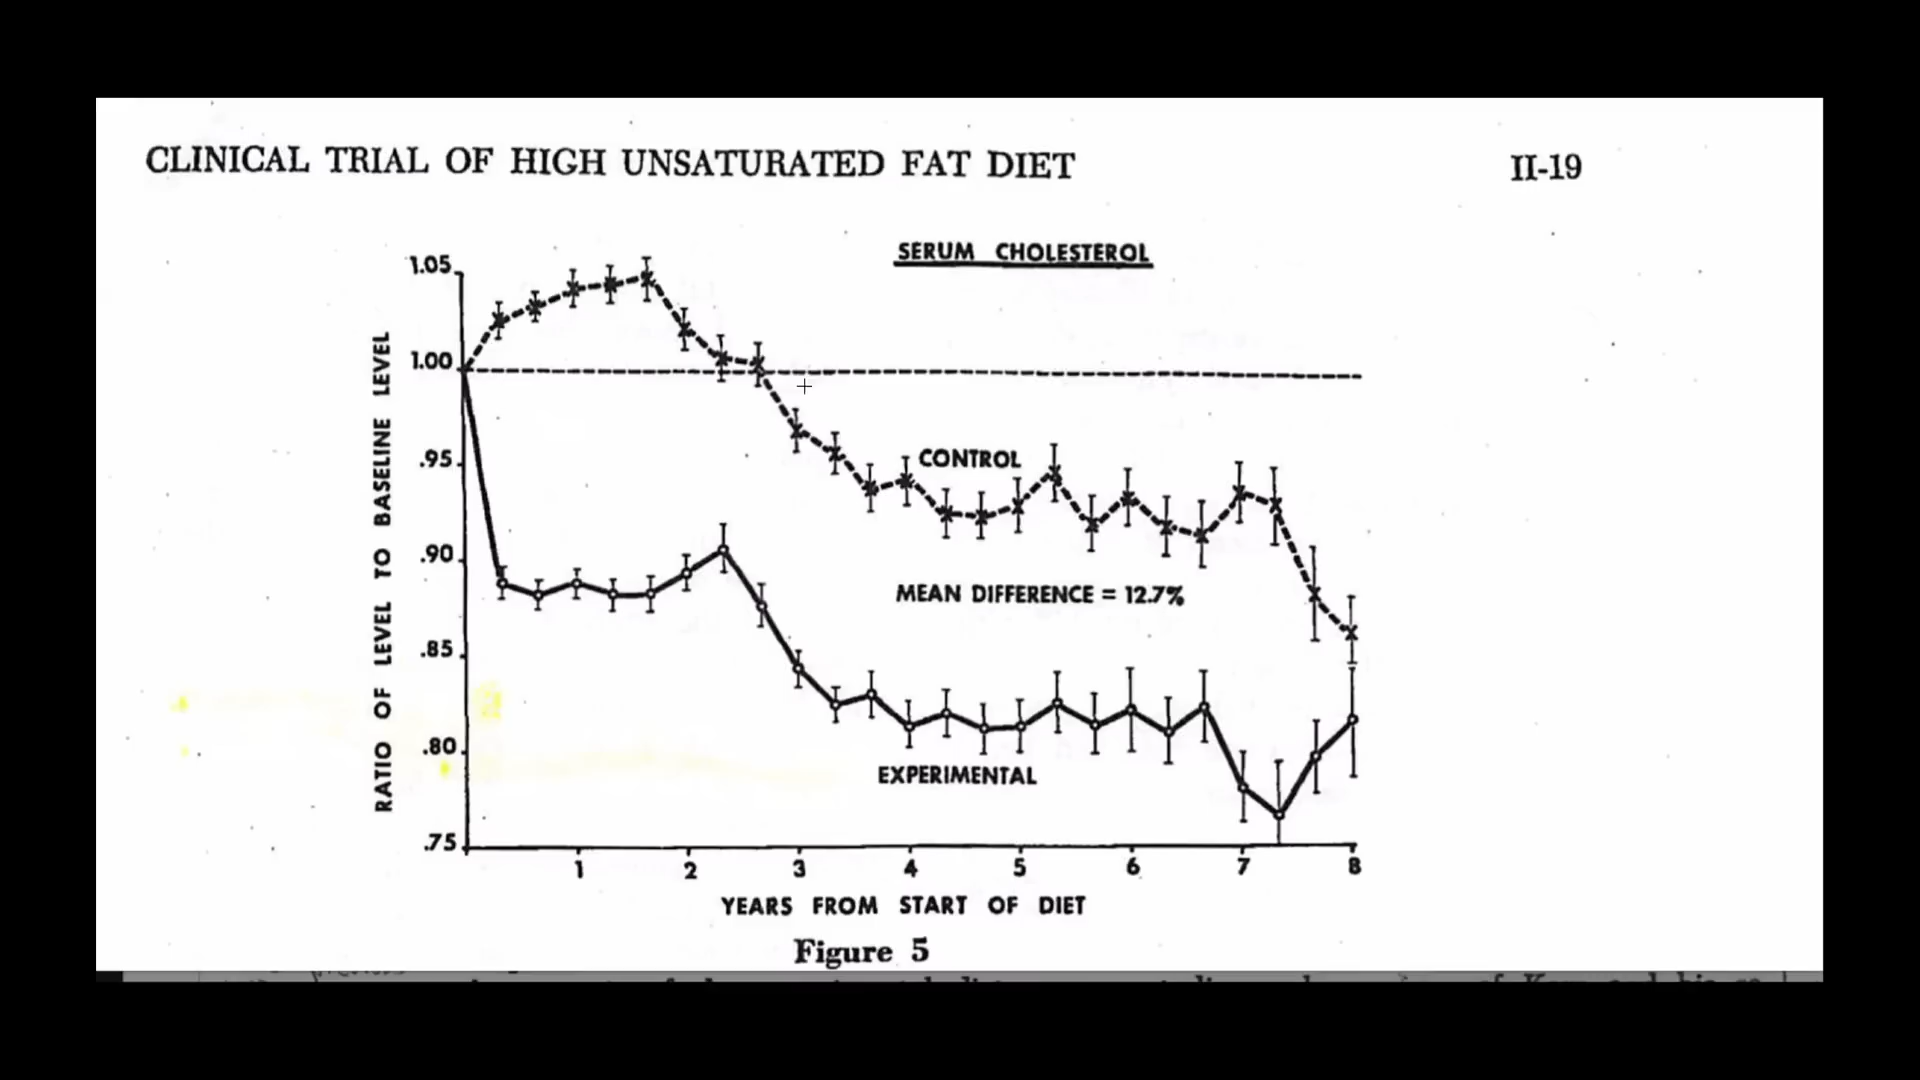 CLINICAL TRIAL OF HIGH UNSATURATED FAT DIET
II-19
SERUM CHOLESTEROL
RATIO OF LEVEL TO BASELINE LEVEL
1.05
1.00
.95
.90
.85
.80
.75
CONTROL
MEAN DIFFERENCE = 12.7%
EXPERIMENTAL
1 2 3 4 5 6 7 8
YEARS FROM START OF DIET
Figure 5